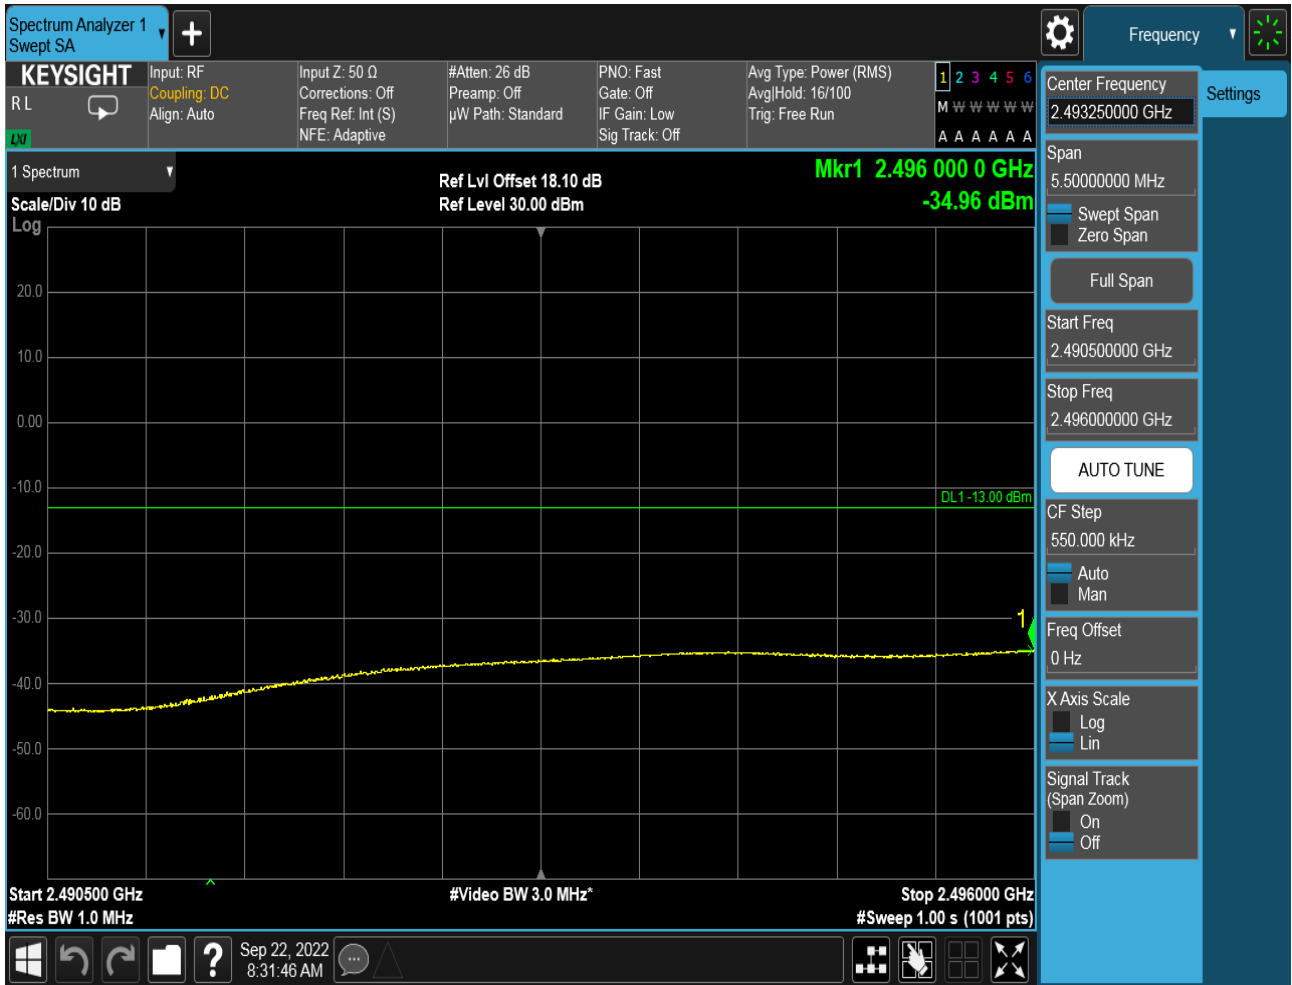 Spectrum Analyzer 1
Swept SA
Frequency
KEYSIGHT
R L
LXI
Input: RF
Coupling: DC
Align: Auto
Input Z: 50 Ω
Corrections: Off
Freq Ref: Int (S)
NFE: Adaptive
#Atten: 26 dB
Preamp: Off
µW Path: Standard
PNO: Fast
Gate: Off
IF Gain: Low
Sig Track: Off
Avg Type: Power (RMS)
Avg|Hold: 16/100
Trig: Free Run
1 2 3 4 5 6
M W W W W W
A A A A A A
1 Spectrum
Scale/Div 10 dB
Log
Ref Lvl Offset 18.10 dB
Ref Level 30.00 dBm
Mkr1 2.496 000 0 GHz
-34.96 dBm
20.0
10.0
0.00
-10.0
DL1 -13.00 dBm
-20.0
-30.0
1
-40.0
-50.0
-60.0
Start 2.490500 GHz
#Video BW 3.0 MHz*
Stop 2.496000 GHz
#Res BW 1.0 MHz
#Sweep 1.00 s (1001 pts)
?
Sep 22, 2022
8:31:46 AM
Center Frequency
2.493250000 GHz
Settings
Span
5.50000000 MHz
Swept Span
Zero Span
Full Span
Start Freq
2.490500000 GHz
Stop Freq
2.496000000 GHz
AUTO TUNE
CF Step
550.000 kHz
Auto
Man
Freq Offset
0 Hz
X Axis Scale
Log
Lin
Signal Track
(Span Zoom)
On
Off